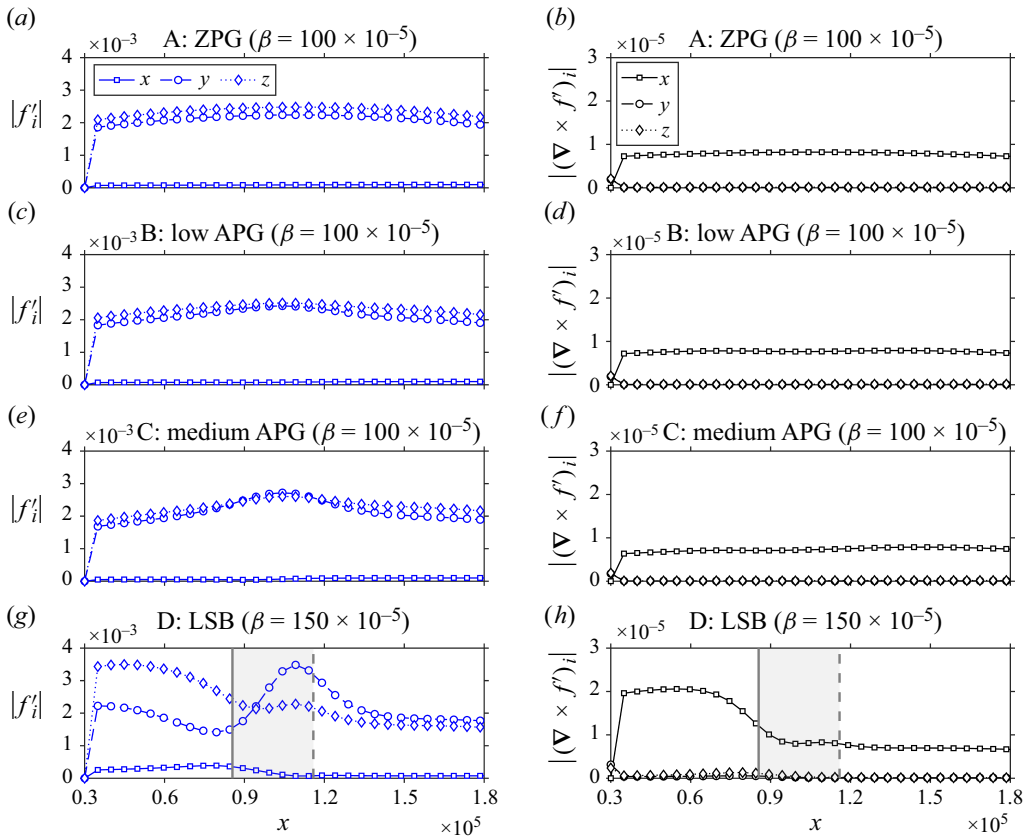 (a) (b)
×10–3 A: ZPG (β = 100 × 10–5) ×10–5 A: ZPG (β = 100 × 10–5)
4 3
x y z x
3 2 y
|f′i| 2 |(∇ × f′)i| z
1 1
0 0
(c) (d)
×10–3 B: low APG (β = 100 × 10–5) ×10–5 B: low APG (β = 100 × 10–5)
4 3
3 2
|f′i| 2 |(∇ × f′)i|
1 1
0 0
(e) (f)
×10–3 C: medium APG (β = 100 × 10–5) ×10–5 C: medium APG (β = 100 × 10–5)
4 3
3 2
|f′i| 2 |(∇ × f′)i|
1 1
0 0
(g) (h)
×10–3 D: LSB (β = 150 × 10–5) ×10–5 D: LSB (β = 150 × 10–5)
4 3
3 2
|f′i| 2 |(∇ × f′)i|
1 1
0 0
0.3 0.6 0.9 1.2 1.5 1.8 0.3 0.6 0.9 1.2 1.5 1.8
x ×105 x ×105